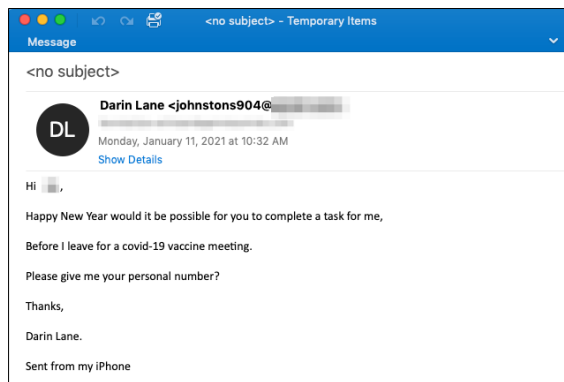 <no subject> - Temporary Items
Message
<no subject>
Darin Lane <johnstons904@
DL
Monday, January 11, 2021 at 10:32 AM
Show Details
Hi ,
Happy New Year would it be possible for you to complete a task for me,
Before I leave for a covid-19 vaccine meeting.
Please give me your personal number?
Thanks,
Darin Lane.
Sent from my iPhone